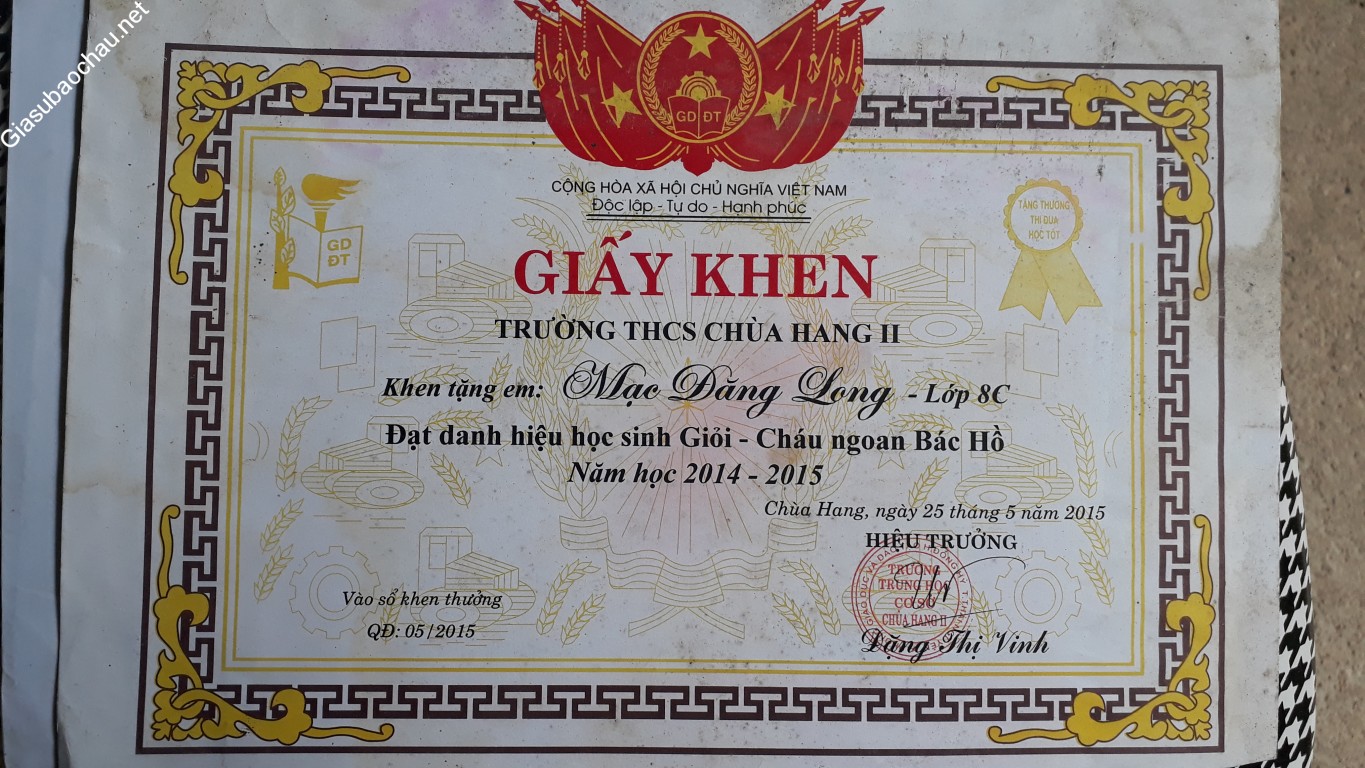 Giasubaochau.net
GD ĐT
CỘNG HÒA XÃ HỘI CHỦ NGHĨA VIỆT NAM
Độc lập - Tự do - Hạnh phúc
GD
ĐT
TẶNG THƯỞNG
THI ĐUA
HỌC TỐT
GIẤY KHEN
TRƯỜNG THCS CHÙA HANG II
Khen tặng em: Mạc Đăng Long - Lớp 8C
Đạt danh hiệu học sinh Giỏi - Cháu ngoan Bác Hồ
Năm học 2014 - 2015
Chùa Hang, ngày 25 tháng 5 năm 2015
HIỆU TRƯỞNG
TRƯỜNG
TRUNG HỌC
CƠ SỞ
CHÙA HANG II
Vào sổ khen thưởng
QĐ: 05/2015
Đặng Thị Vinh